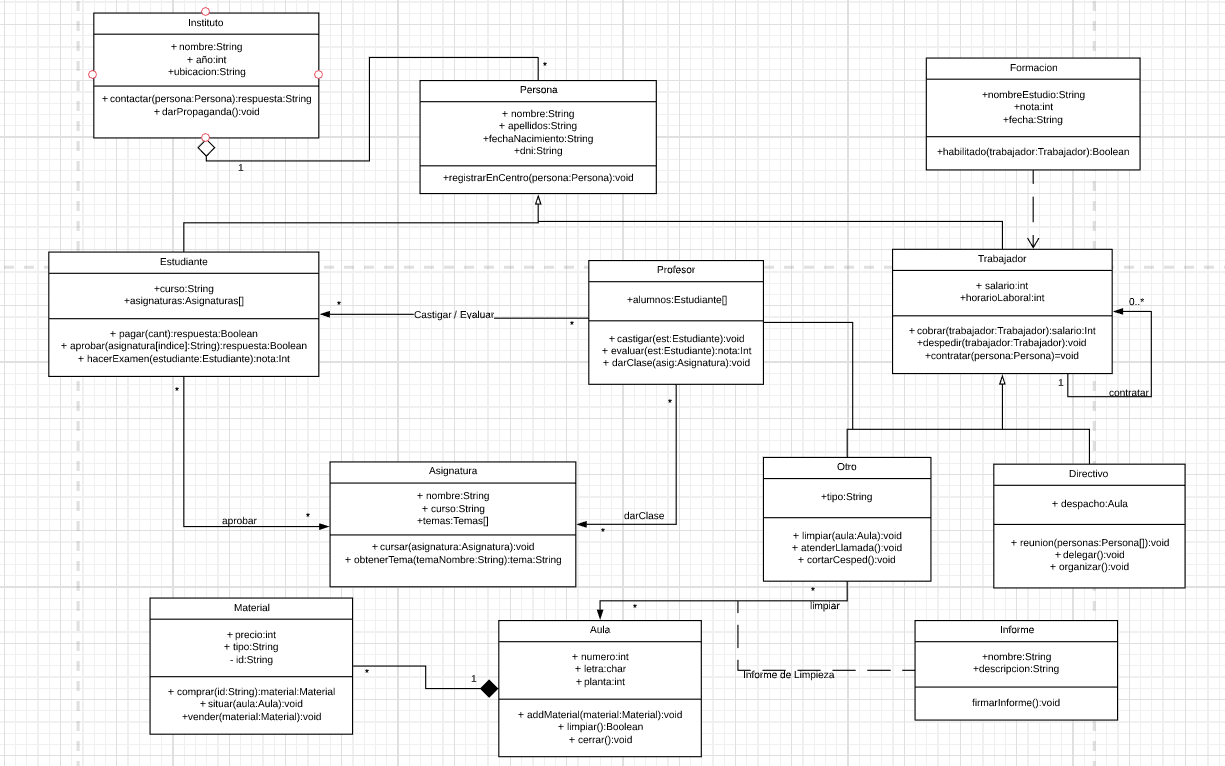 Instituto
+ nombre:String
+ año:int
+ubicacion:String
+ contactar(persona:Persona):respuesta:String
+ darPropaganda():void
1
*
Persona
+ nombre:String
+ apellidos:String
+fechaNacimiento:String
+dni:String
+registrarEnCentro(persona:Persona):void
Formacion
+nombreEstudio:String
+nota:int
+fecha:String
+habilitado(trabajador:Trabajador):Boolean
Estudiante
+curso:String
+asignaturas:Asignaturas[]
+ pagar(cant):respuesta:Boolean
+ aprobar(asignatura[indice]:String):respuesta:Boolean
+ hacerExamen(estudiante:Estudiante):nota:Int
*
Castigar / Evaluar
*
Profesor
+alumnos:Estudiante[]
+ castigar(est:Estudiante):void
+ evaluar(est:Estudiante):nota:Int
+ darClase(asig:Asignatura):void
Trabajador
+ salario:int
+horarioLaboral:int
+ cobrar(trabajador:Trabajador):salario:Int
+despedir(trabajador:Trabajador):void
+contratar(persona:Persona)=void
0..*
1
contratar
*
aprobar
*
*
darClase
*
Asignatura
+ nombre:String
+ curso:String
+temas:Temas[]
+ cursar(asignatura:Asignatura):void
+ obtenerTema(temaNombre:String):tema:String
Otro
+tipo:String
+ limpiar(aula:Aula):void
+ atenderLlamada():void
+ cortarCesped():void
Directivo
+ despacho:Aula
+ reunion(personas:Persona[]):void
+ delegar():void
+ organizar():void
*
limpiar
*
Material
+ precio:int
+ tipo:String
- id:String
+ comprar(id:String):material:Material
+ situar(aula:Aula):void
+vender(material:Material):void
*
1
Aula
+ numero:int
+ letra:char
+ planta:int
+ addMaterial(material:Material):void
+ limpiar():Boolean
+ cerrar():void
Informe de Limpieza
Informe
+nombre:String
+descripcion:String
firmarInforme():void